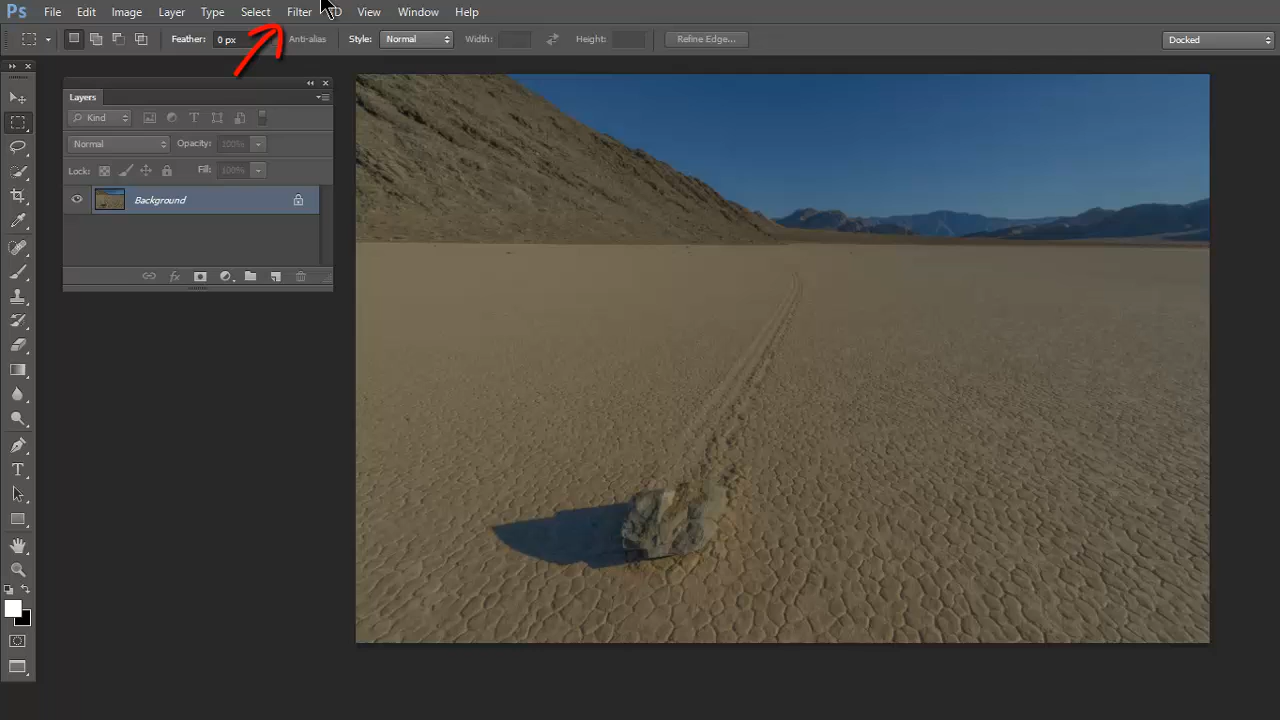 Ps File Edit Image Layer Type Select Filter 3D View Window Help
Feather: 0 px Anti-alias Style: Normal Width: Height: Refine Edge... Docked
Layers
Kind
Normal Opacity: 100%
Lock: Fill: 100%
Background